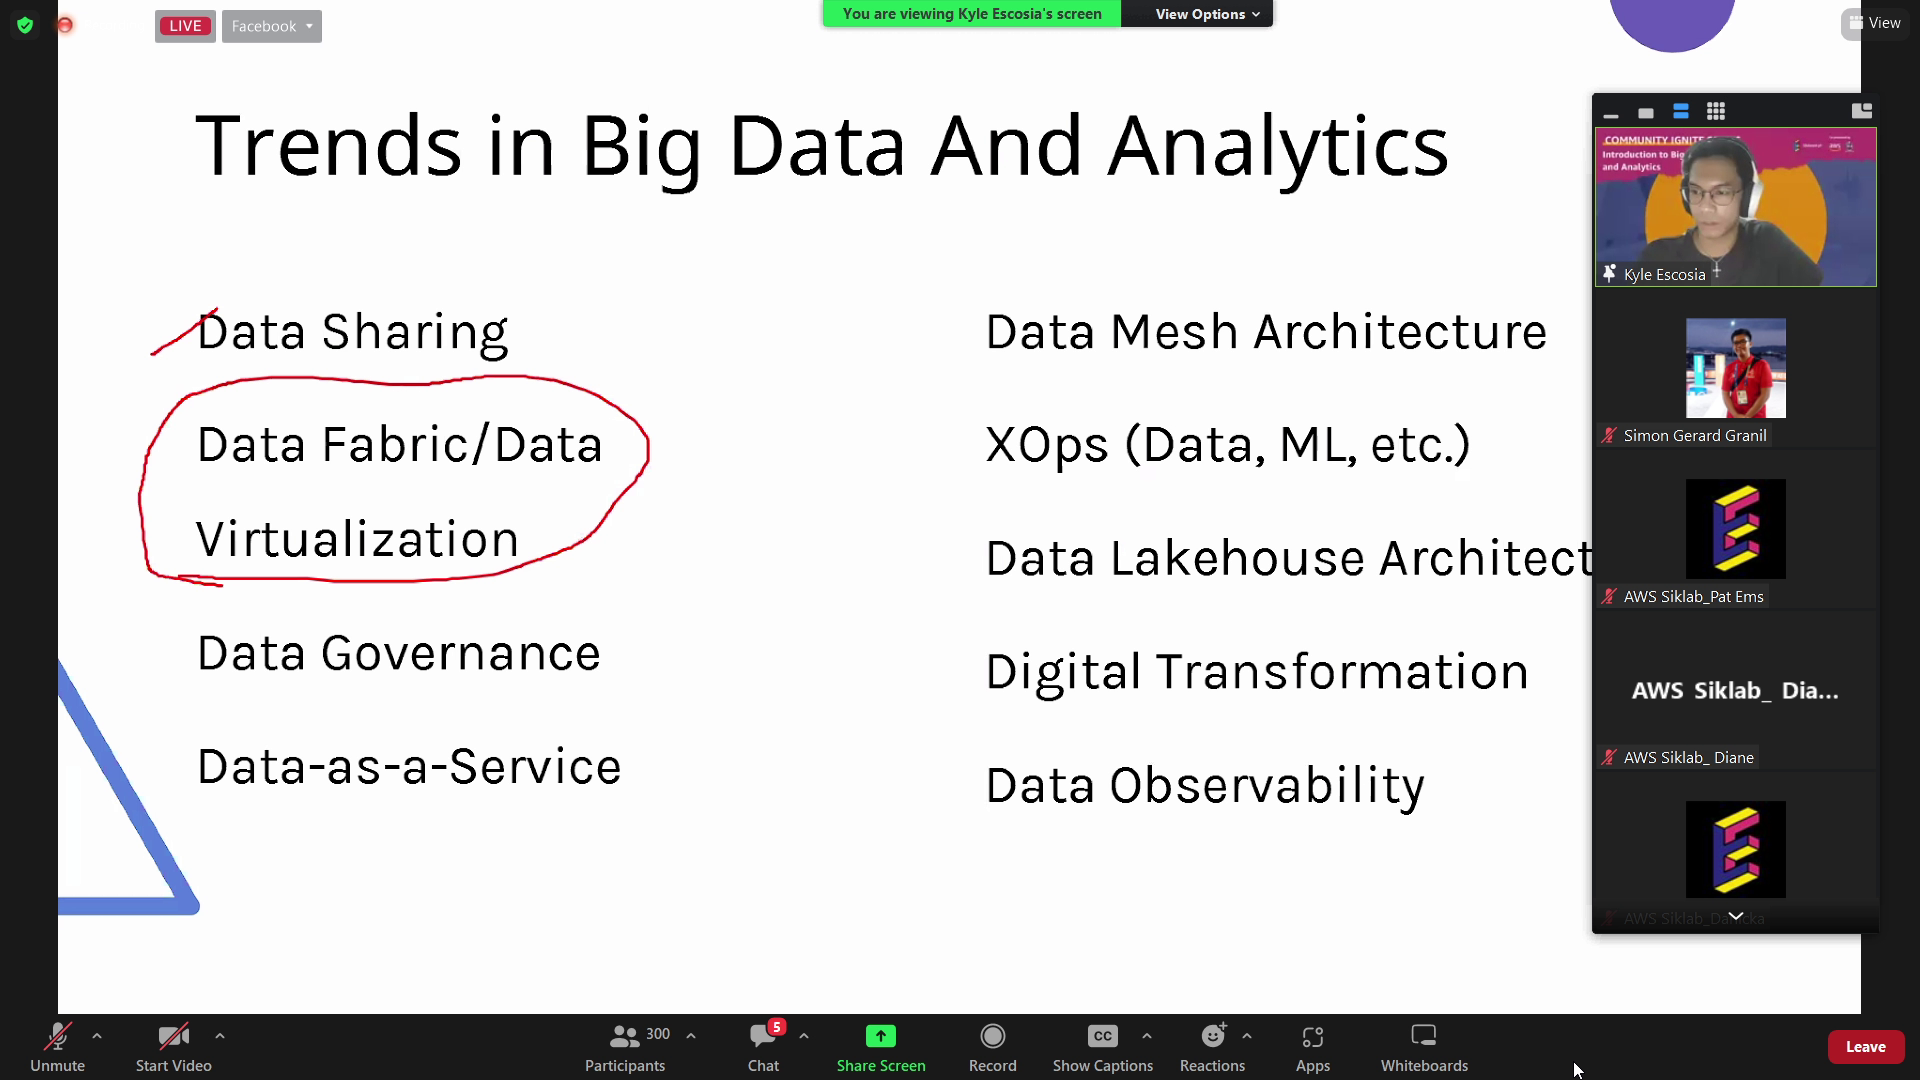 LIVE
Facebook
You are viewing Kyle Escosia's screen
View Options
View
Trends in Big Data And Analytics
Data Sharing
Data Fabric/Data
Virtualization
Data Governance
Data-as-a-Service
Data Mesh Architecture
XOps (Data, ML, etc.)
Data Lakehouse Architect
Digital Transformation
Data Observability
COMMUNITY IGNITE
Introduction to Big
and Analytics
Kyle Escosia
Simon Gerard Granil
AWS Siklab_Pat Ems
AWS Siklab_ Dia...
AWS Siklab_ Diane
Unmute
Start Video
300
Participants
5
Chat
Share Screen
Record
CC
Show Captions
Reactions
Apps
Whiteboards
Leave